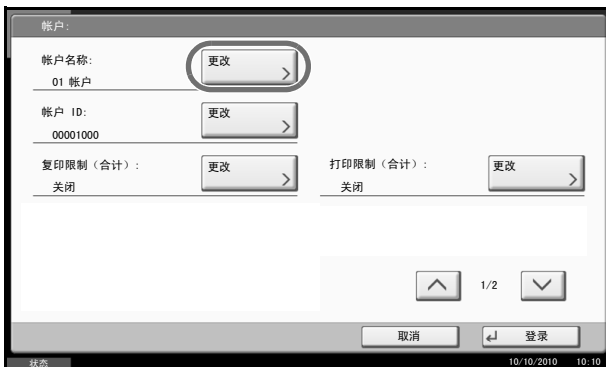 帐户:
帐户名称: 更改
01 帐户
帐户 ID: 更改
00001000
复印限制（合计）: 更改 打印限制（合计）: 更改
关闭 关闭
1/2
取消 登录
状态 10/10/2010 10:10